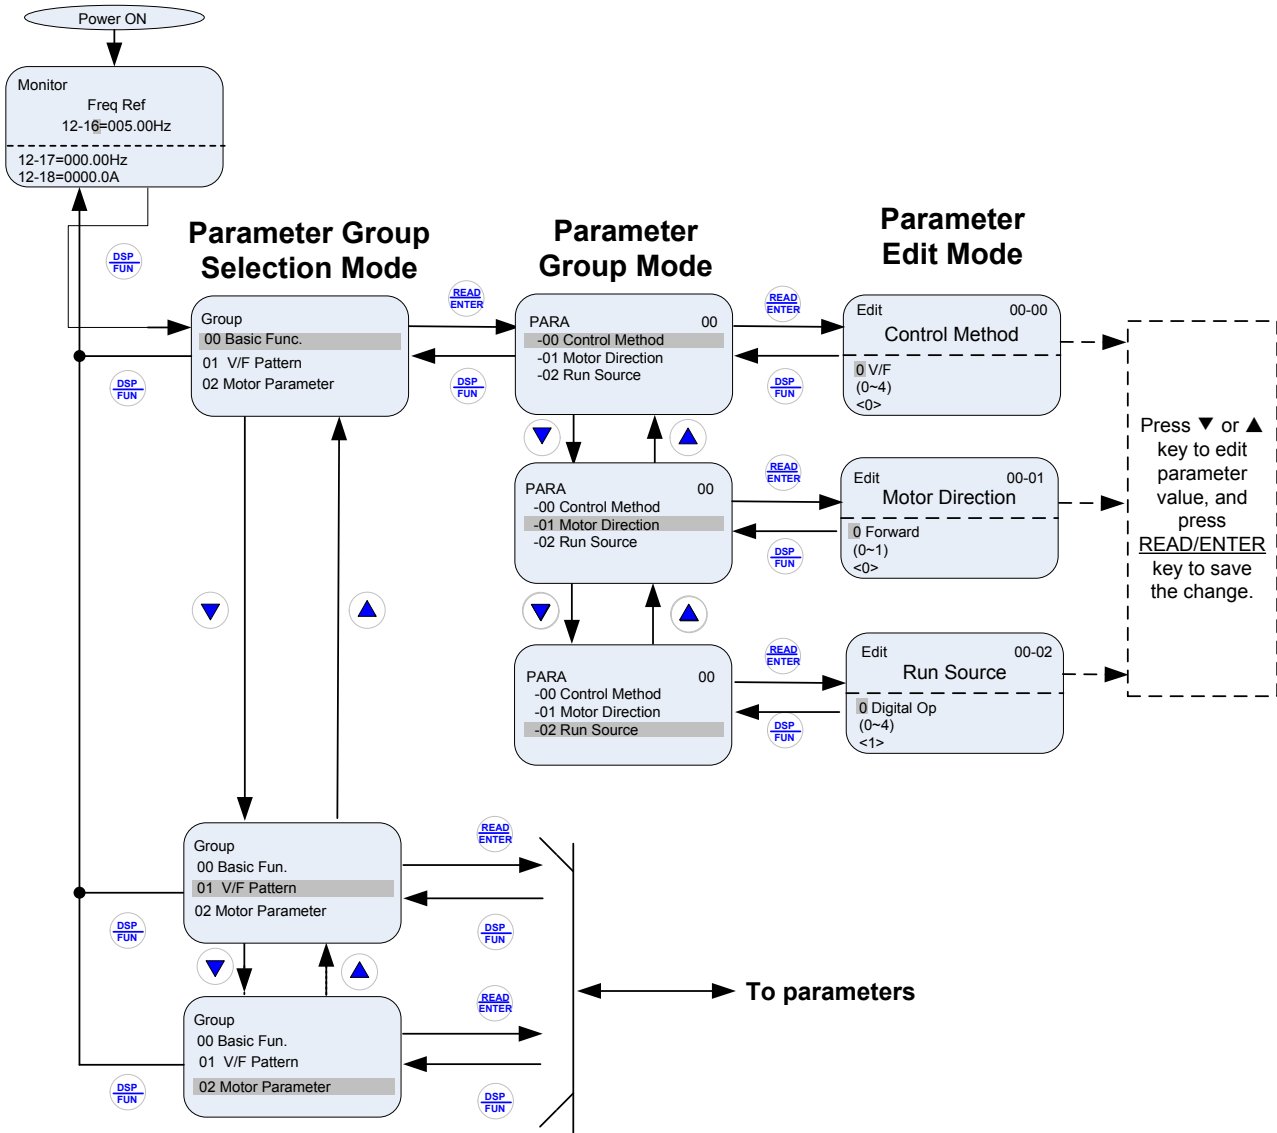 Power ON
Monitor
Freq Ref
12-16=005.00Hz
12-17=000.00Hz
12-18=0000.0A
DSP
FUN
Parameter Group
Selection Mode
Parameter
Group Mode
Parameter
Edit Mode
Group
00 Basic Func.
01 V/F Pattern
02 Motor Parameter
DSP
FUN
READ
ENTER
DSP
FUN
PARA 00
-00 Control Method
-01 Motor Direction
-02 Run Source
READ
ENTER
DSP
FUN
Edit 00-00
Control Method
0 V/F
(0~4)
<0>
▼ ▲
PARA 00
-00 Control Method
-01 Motor Direction
-02 Run Source
READ
ENTER
DSP
FUN
Edit 00-01
Motor Direction
0 Forward
(0~1)
<0>
▼ ▲
▼ ▲
PARA 00
-00 Control Method
-01 Motor Direction
-02 Run Source
READ
ENTER
DSP
FUN
Edit 00-02
Run Source
0 Digital Op
(0~4)
<1>
Press ▼ or ▲
key to edit
parameter
value, and
press
READ/ENTER
key to save
the change.
Group
00 Basic Fun.
01 V/F Pattern
02 Motor Parameter
DSP
FUN
READ
ENTER
DSP
FUN
▼ ▲
Group
00 Basic Fun.
01 V/F Pattern
02 Motor Parameter
DSP
FUN
READ
ENTER
DSP
FUN
To parameters